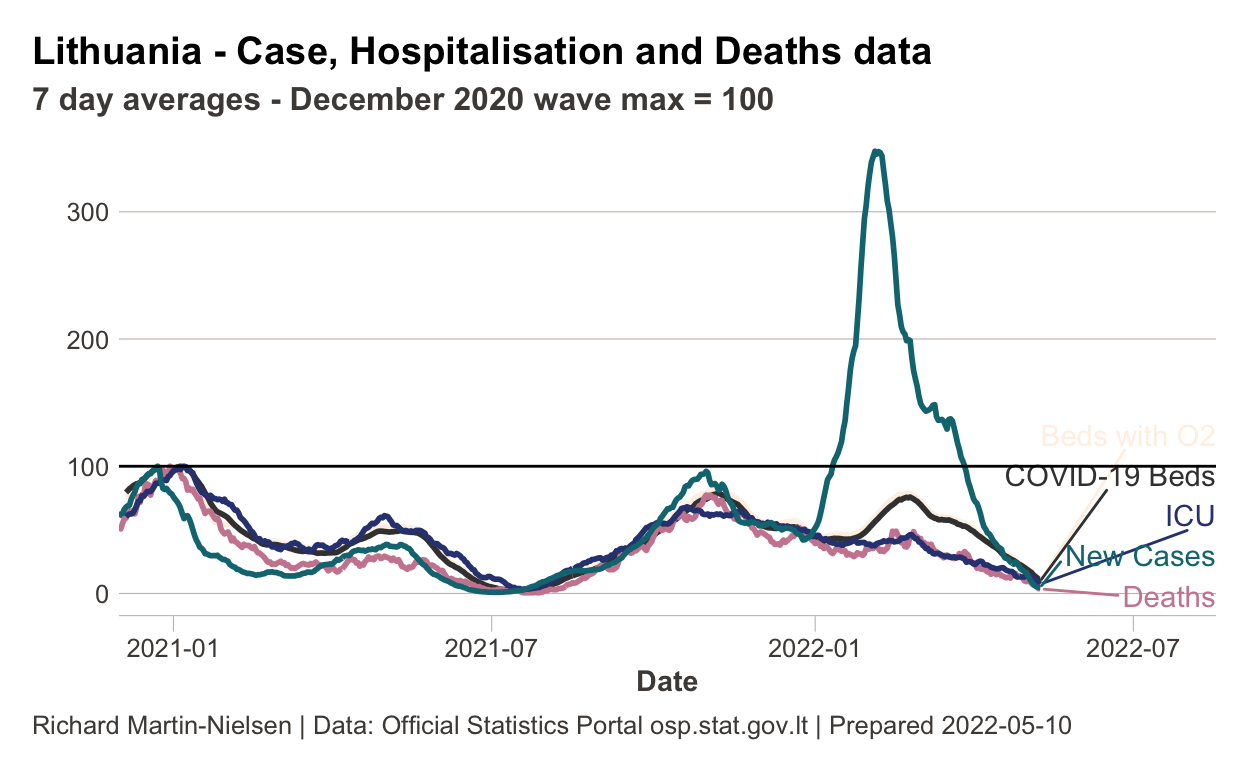 Lithuania - Case, Hospitalisation and Deaths data
7 day averages - December 2020 wave max = 100
300
200
100
0
Beds with O2
COVID-19 Beds
ICU
New Cases
Deaths
2021-01 2021-07 2022-01 2022-07
Date
Richard Martin-Nielsen | Data: Official Statistics Portal osp.stat.gov.lt | Prepared 2022-05-10